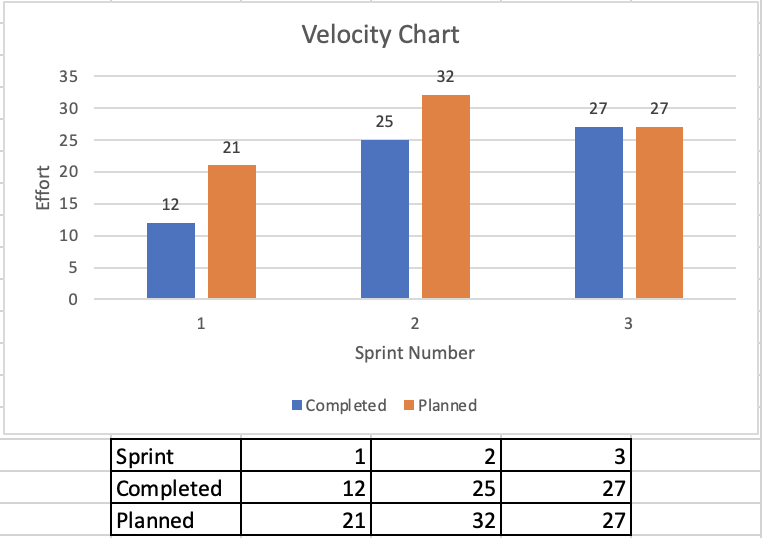 Velocity Chart
35
32
30
27 27
25
25
21
20
Effort
15
12
10
5
0
1 2 3
Sprint Number
Completed Planned
Sprint 1 2 3
Completed 12 25 27
Planned 21 32 27